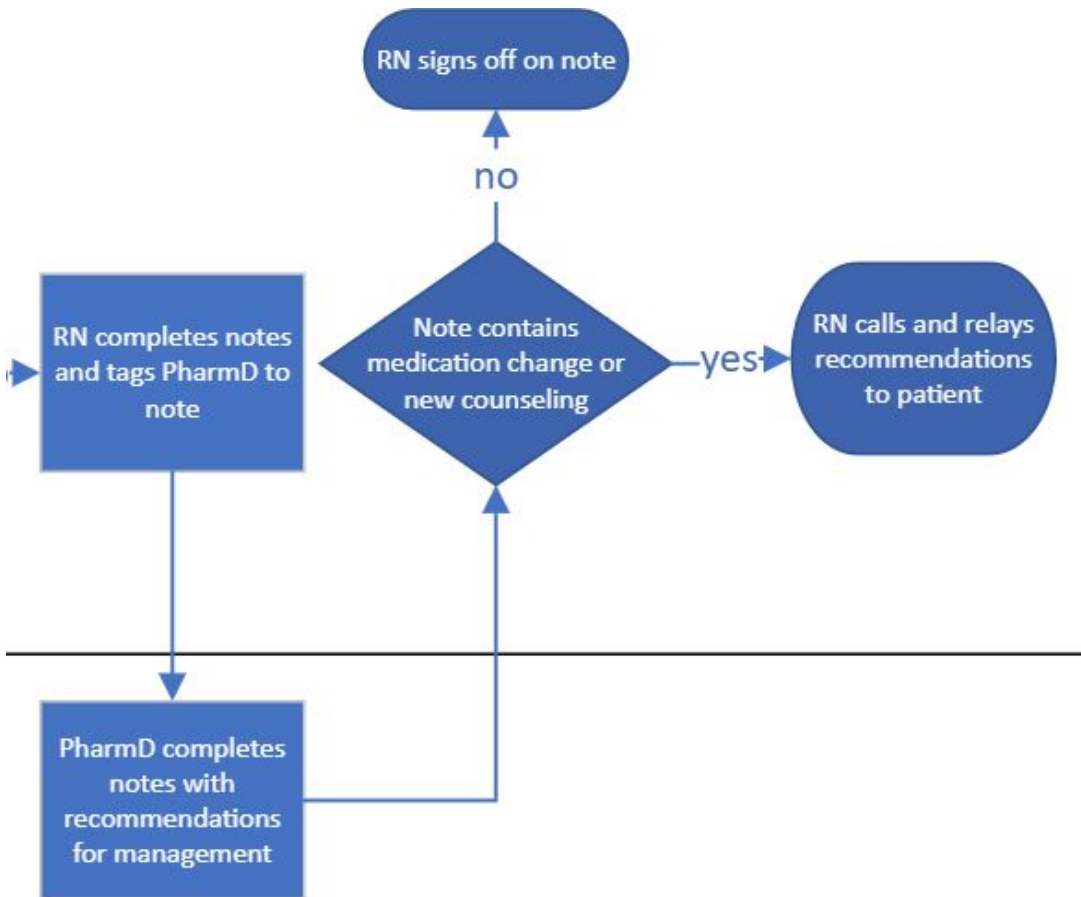 RN signs off on note
no
RN completes notes
and tags PharmD to
note
Note contains
medication change or
new counseling
yes
RN calls and relays
recommendations
to patient
PharmD completes
notes with
recommendations
for management